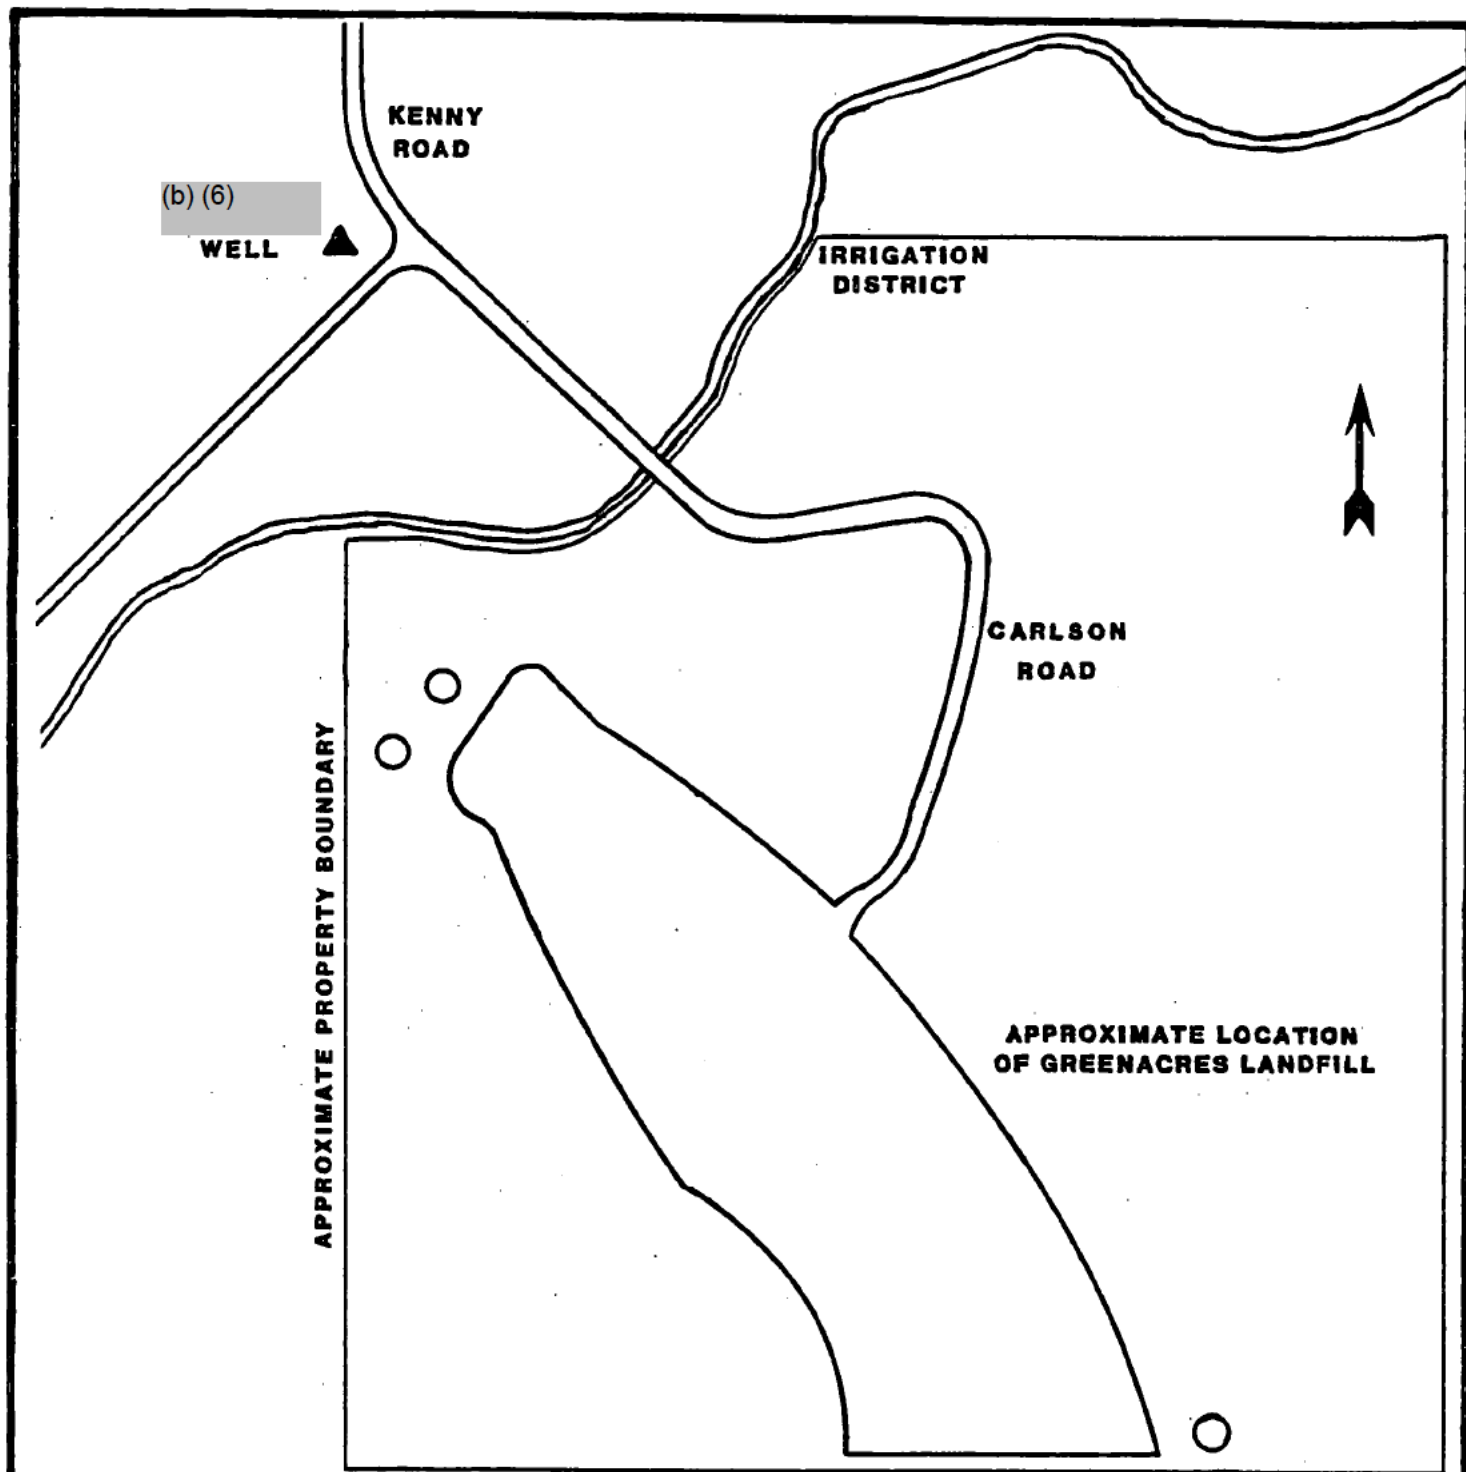 KENNY
ROAD
(b) (6)
WELL
IRRIGATION
DISTRICT
CARLSON
ROAD
APPROXIMATE PROPERTY BOUNDARY
APPROXIMATE LOCATION
OF GREENACRES LANDFILL